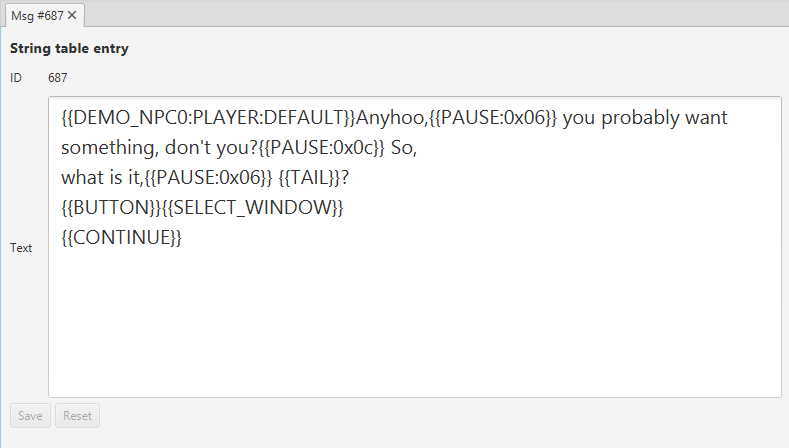 Msg #687
String table entry
ID 687
{{DEMO_NPC0:PLAYER:DEFAULT}}Anyhoo,{{PAUSE:0x06}} you probably want
something, don't you?{{PAUSE:0x0c}} So,
what is it,{{PAUSE:0x06}} {{TAIL}}?
{{BUTTON}}{{SELECT_WINDOW}}
{{CONTINUE}}
Text
Save Reset